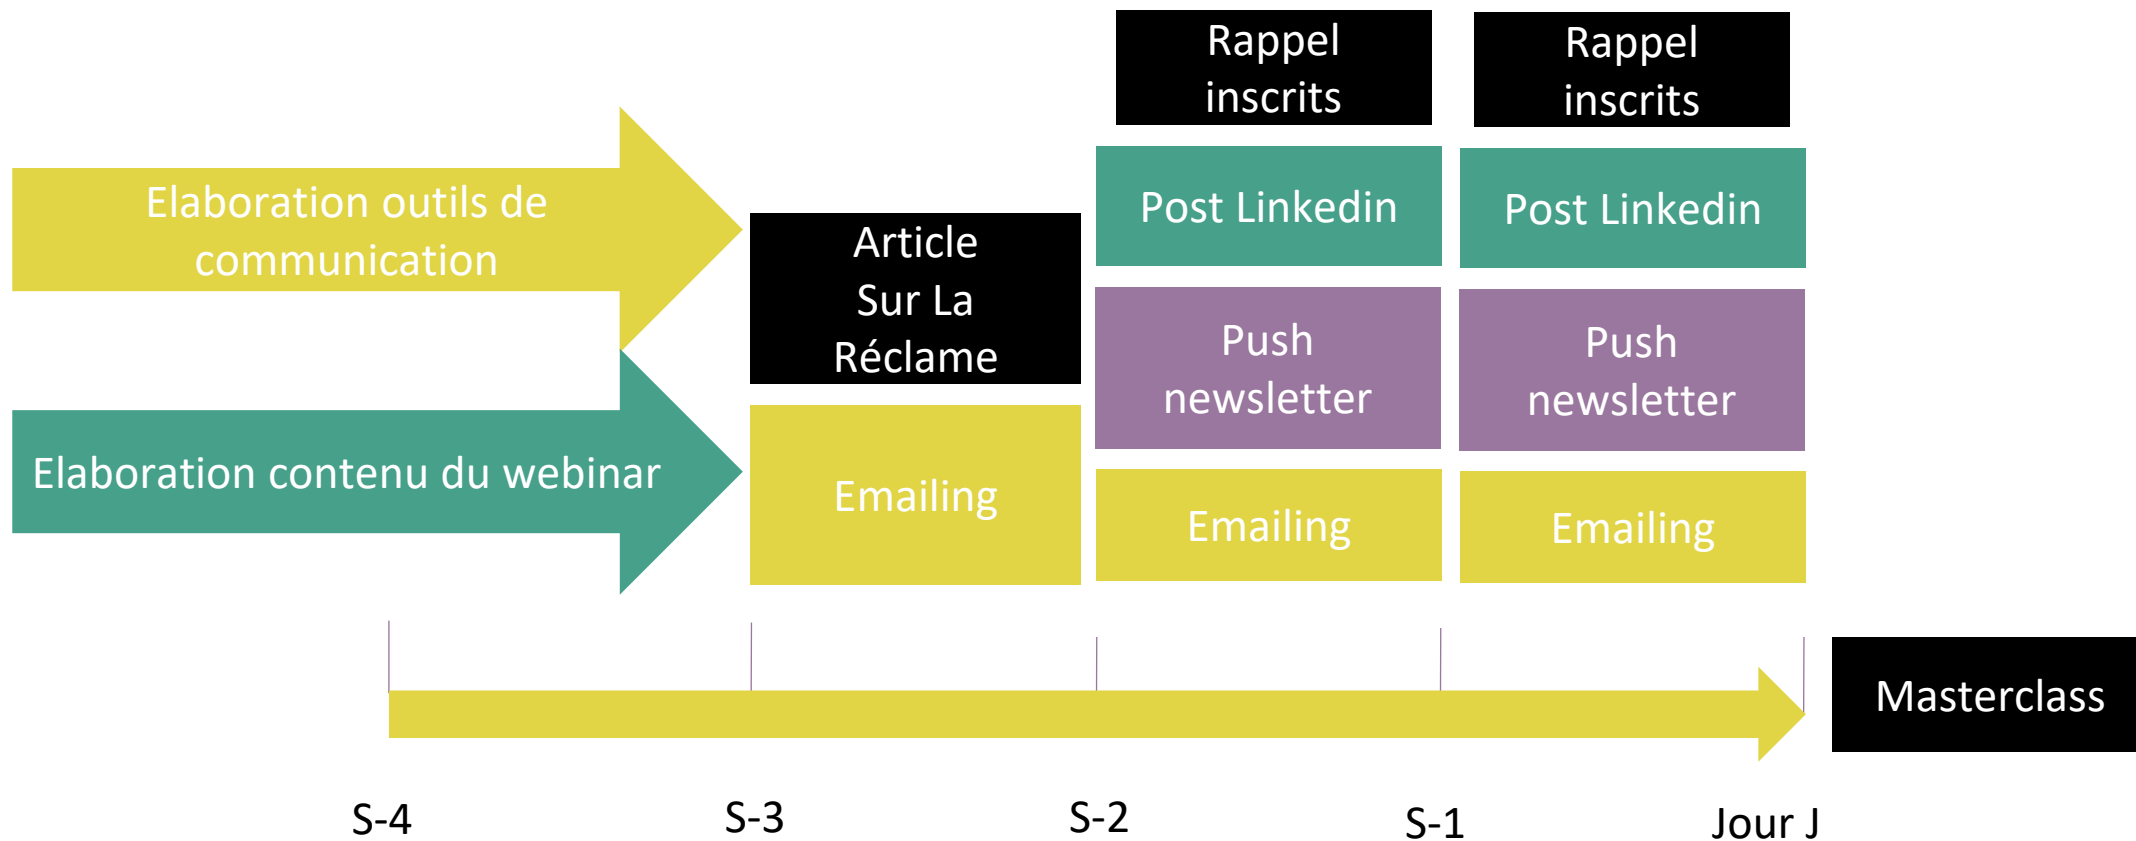 Elaboration outils de
communication
Elaboration contenu du webinar
Article
Sur La
Réclame
Emailing
Rappel
inscrits
Post Linkedin
Push
newsletter
Emailing
Rappel
inscrits
Post Linkedin
Push
newsletter
Emailing
Masterclass
S-4
S-3
S-2
S-1
Jour J